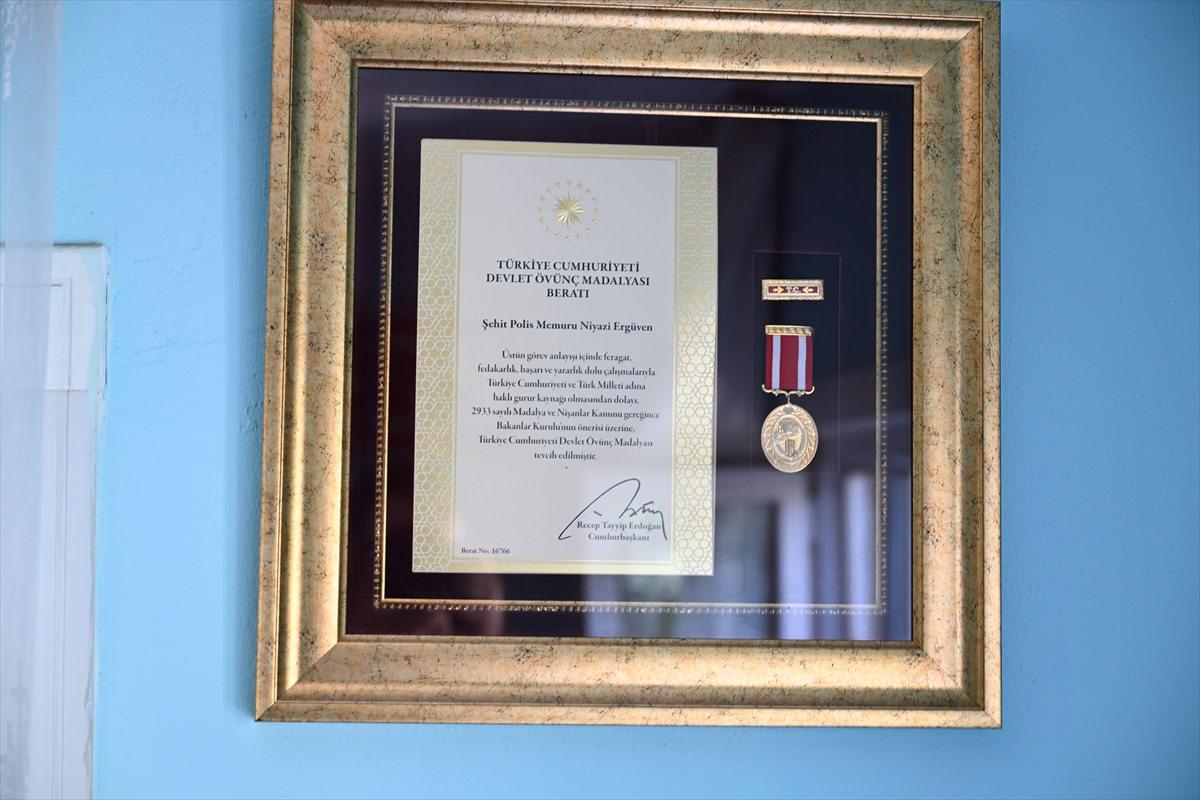 TÜRKİYE CUMHURİYETİ
DEVLET ÖVÜNÇ MADALYASI
BERATI
Şehit Polis Memuru Niyazi Ergüven
Üstün görev anlayışı içinde feragat,
fedakarlık, başarı ve yararlık dolu çalışmalarıyla
Türkiye Cumhuriyeti ve Türk Milleti adına
haklı gurur kaynağı olmasından dolayı,
2933 sayılı Madalya ve Nişanlar Kanunu gereğince
Bakanlar Kurulu'nun önerisi üzerine,
Türkiye Cumhuriyeti Devlet Övünç Madalyası
tevcih edilmiştir.
Recep Tayyip Erdoğan
Cumhurbaşkanı
Berat No: 16766
T.C.